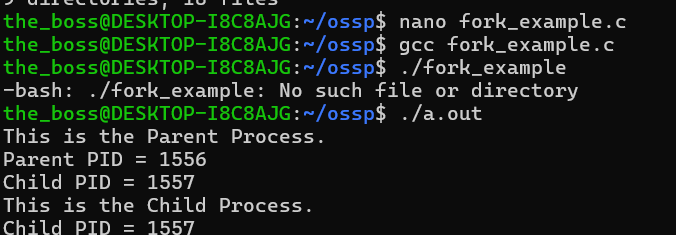 9 directories, 18 files
the_boss@DESKTOP-I8C8AJG:~/ossp$ nano fork_example.c
the_boss@DESKTOP-I8C8AJG:~/ossp$ gcc fork_example.c
the_boss@DESKTOP-I8C8AJG:~/ossp$ ./fork_example
-bash: ./fork_example: No such file or directory
the_boss@DESKTOP-I8C8AJG:~/ossp$ ./a.out
This is the Parent Process.
Parent PID = 1556
Child PID = 1557
This is the Child Process.
Child PID = 1557